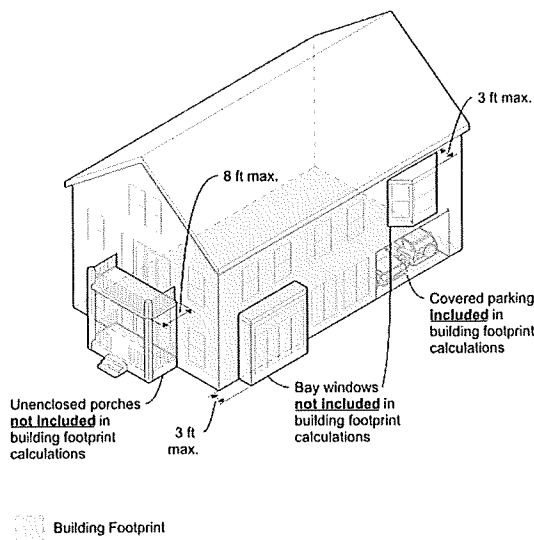 3 ft max.
8 ft max.
Covered parking
included in
building footprint
calculations
Bay windows
not included in
building footprint
calculations
Unenclosed porches
not included in
building footprint
calculations
3 ft
max.
Building Footprint